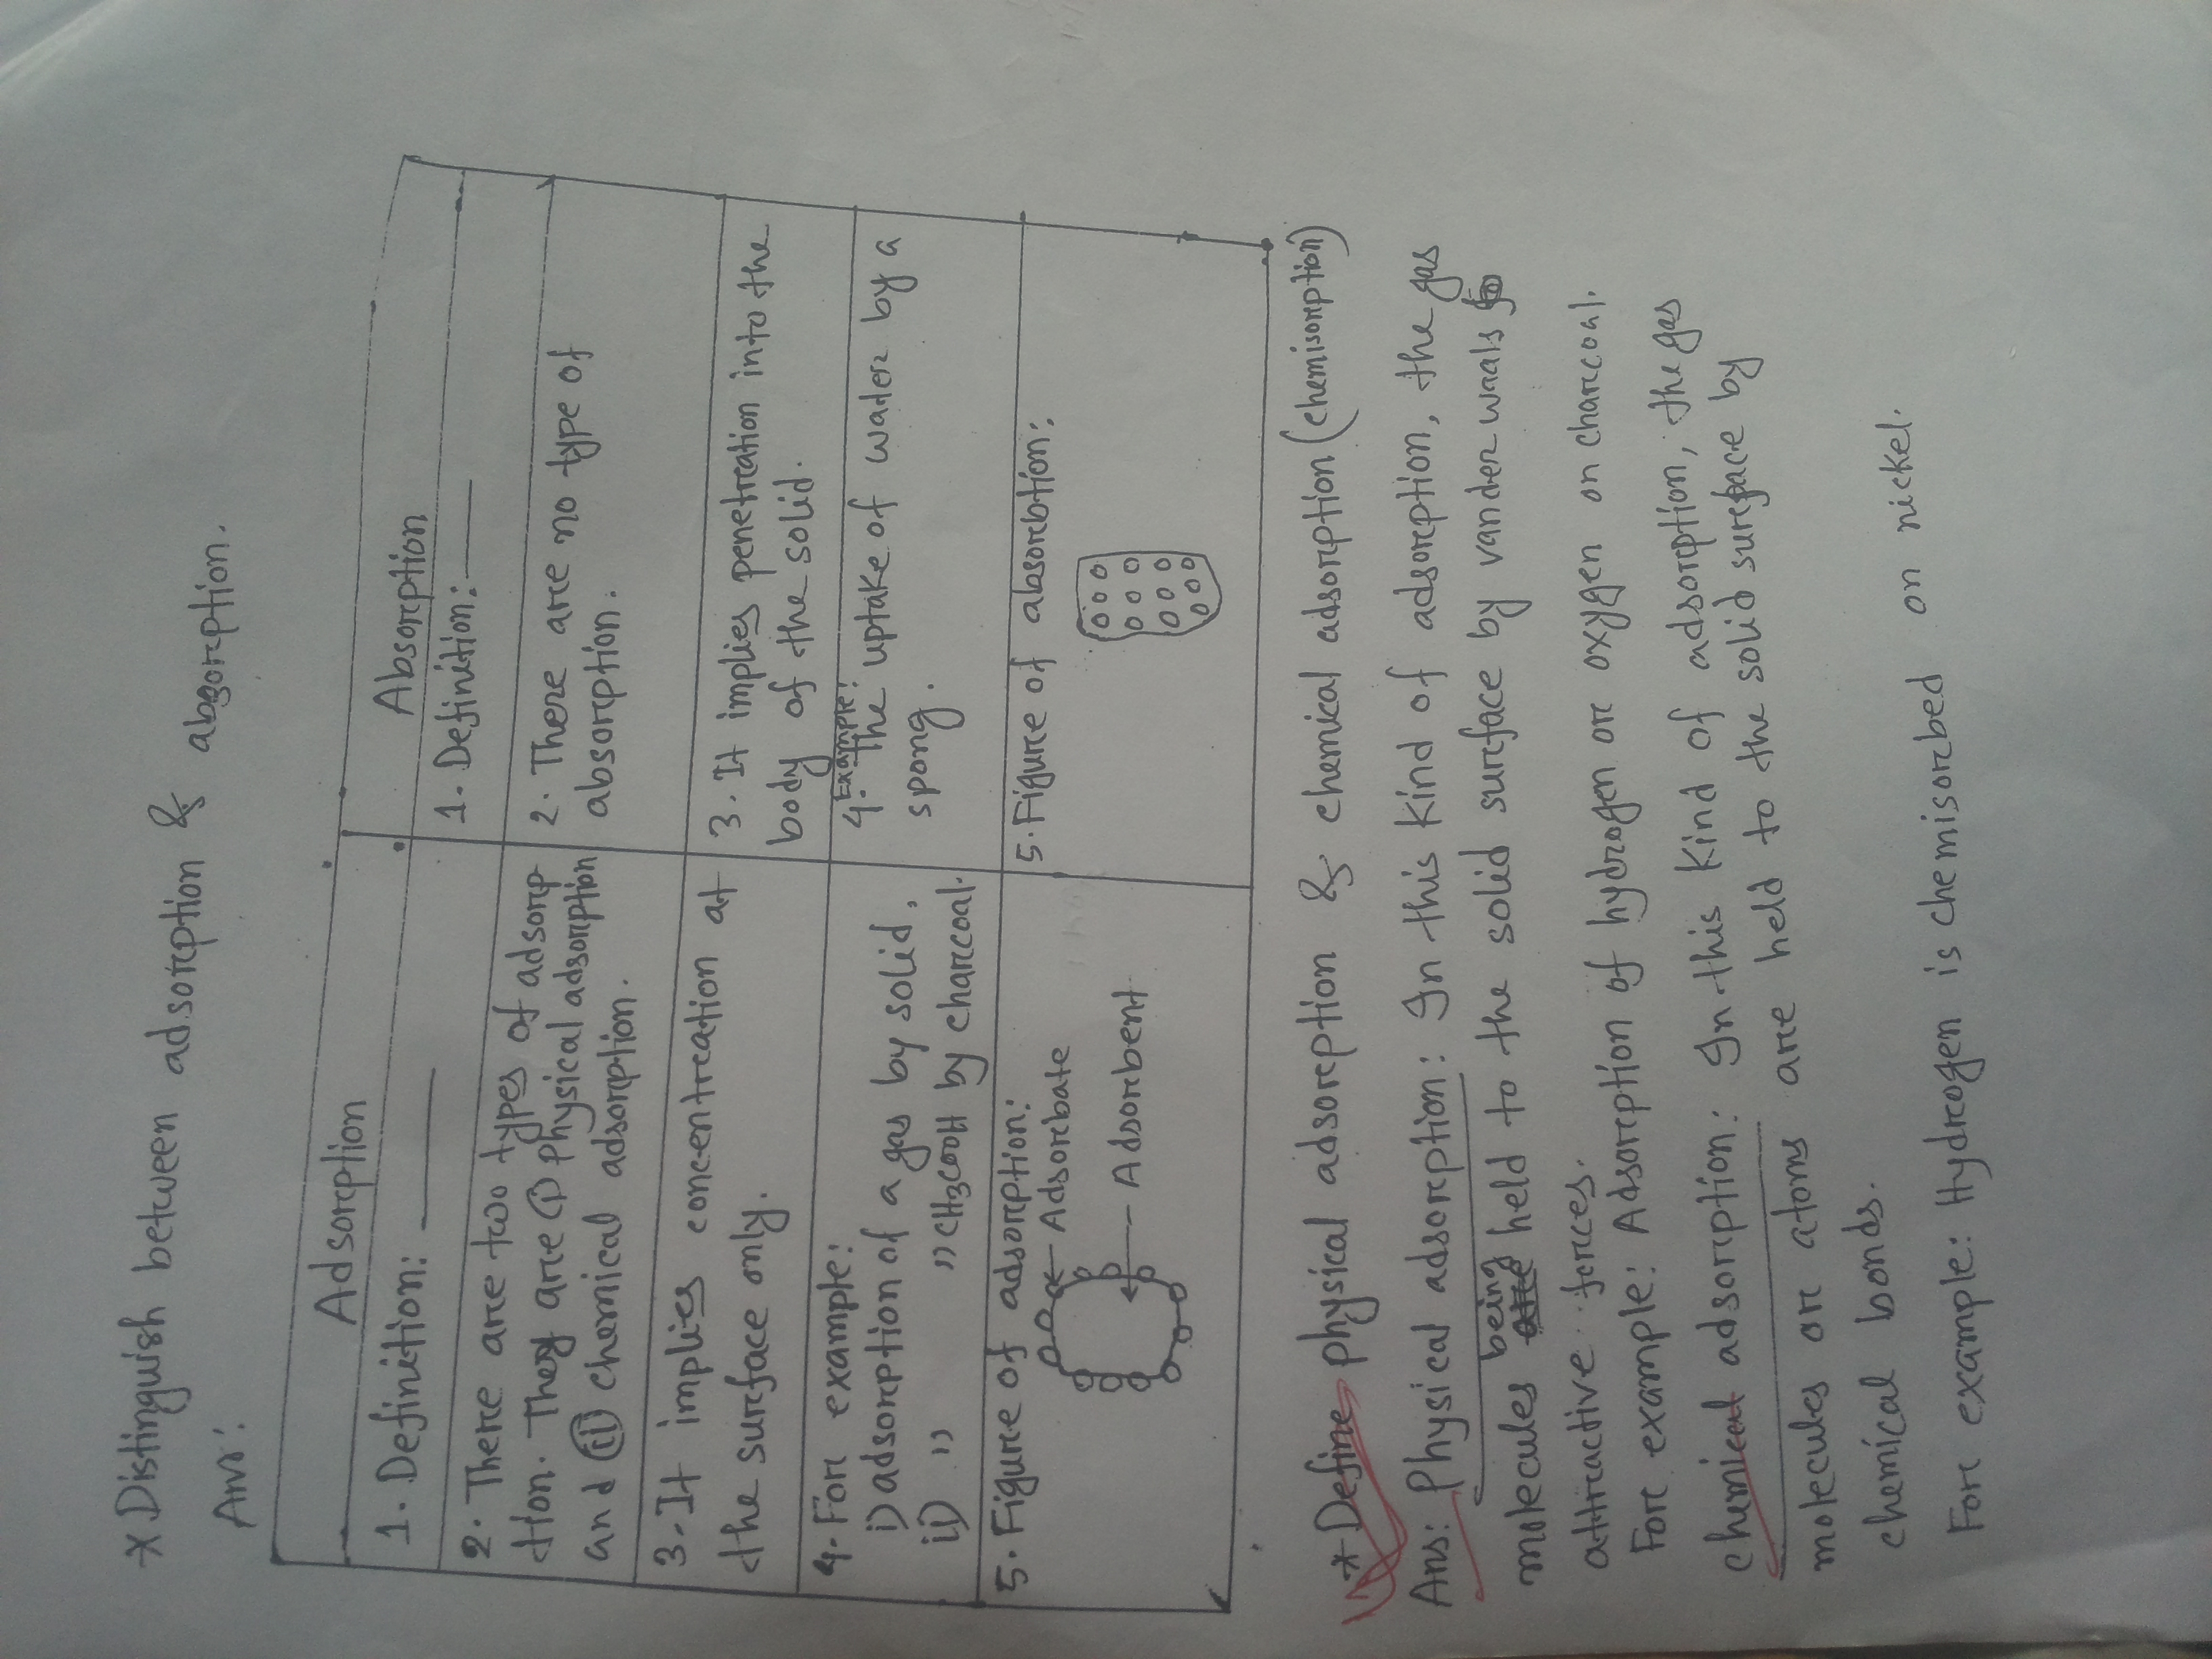 * Distinguish between adsorption & absorption.
Ans:
Adsorption
Absorption
1. Definition: ___
1. Definition: ___
2. There are two types of adsorp
tion. They are (i) physical adsorption
and (ii) chemical adsorption.
2. There are no type of
absorption.
3. It implies concentration at
the surface only.
3. It implies penetration into the
body of the solid.
4. For example:
i) adsorption of a gas by solid,
ii) " " CH3COOH by charcoal.
4. Example:
The uptake of water by a
spong.
5. Figure of adsorption:
Adsorbate
Adsorbent
5. Figure of absorbtion:
* Define physical adsorption & chemical adsorption (chemisorption)
Ans: Physical adsorption: In this kind of adsorption, the gas
molecules being held to the solid surface by vander waals
attractive forces.
For example: Adsorption of hydrogen or oxygen on charcoal.
chemical adsorption: In this kind of adsorption, the gas
molecules or atoms are held to the solid surface by
chemical bonds.
For example: Hydrogen is chemisorbed on nickel.